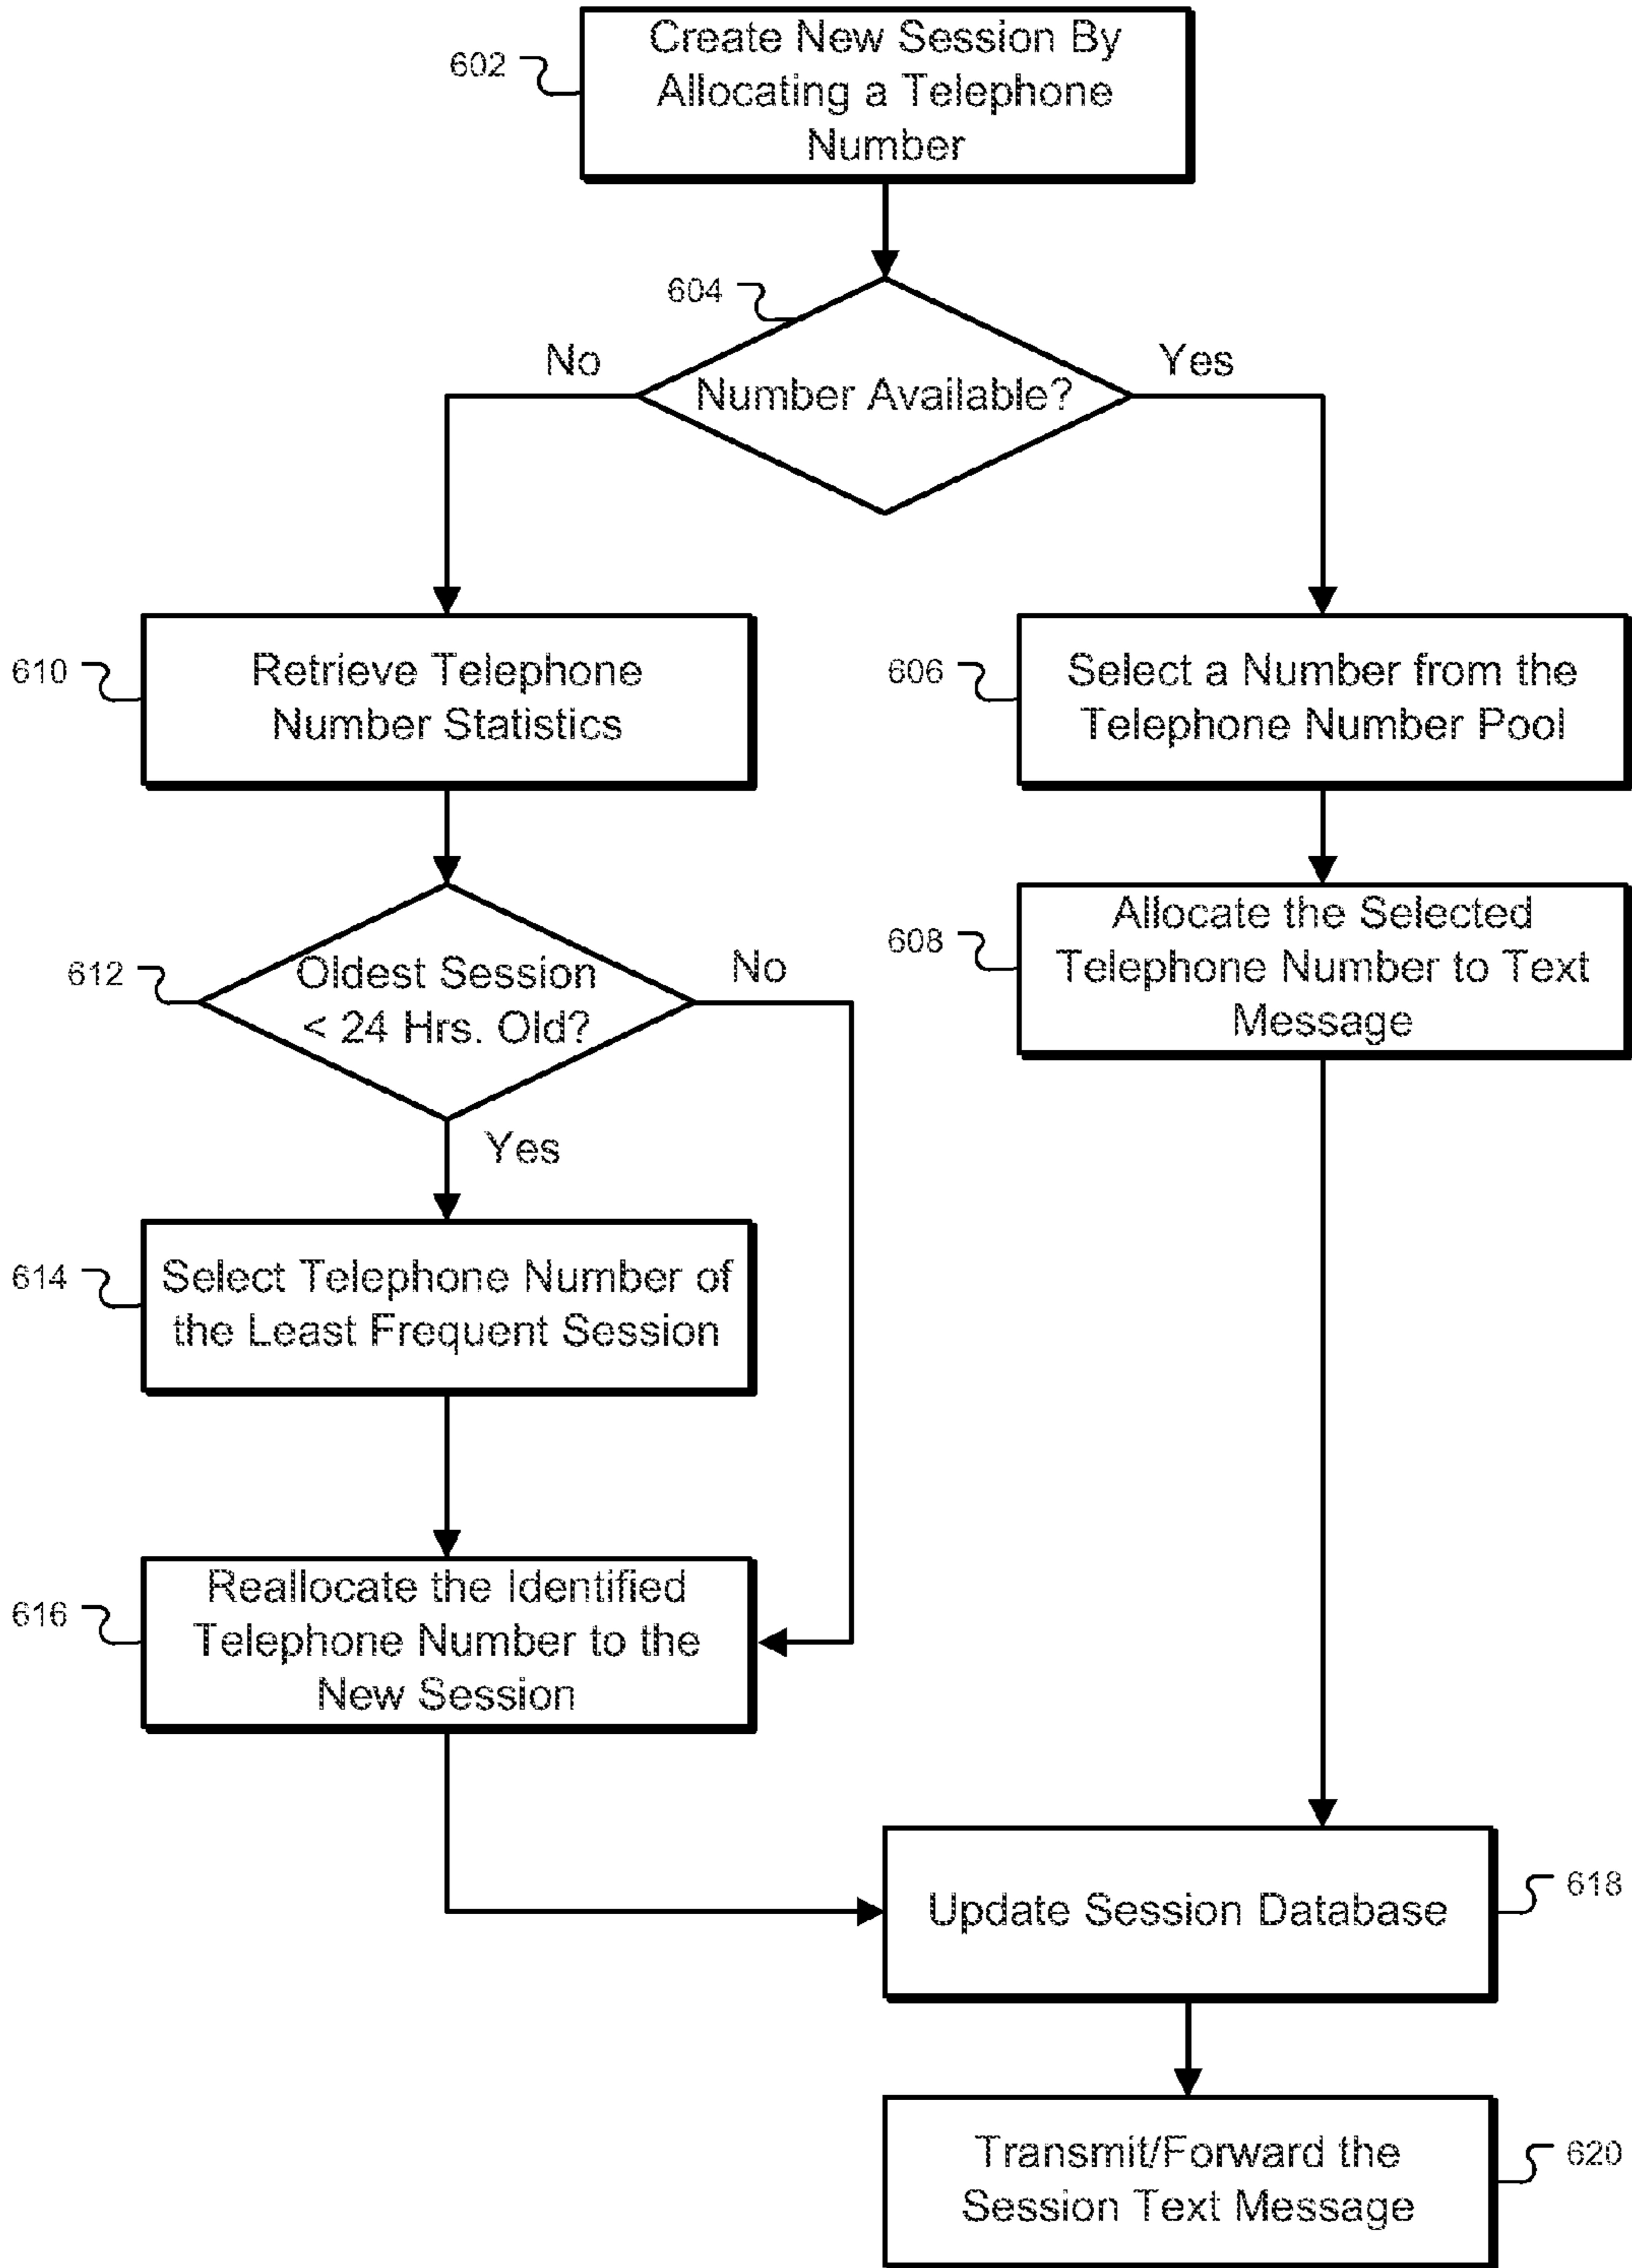 602
Create New Session By
Allocating a Telephone
Number
604
No
Yes
Number Available?
610
Retrieve Telephone
Number Statistics
606
Select a Number from the
Telephone Number Pool
608
Allocate the Selected
Telephone Number to Text
Message
612
Oldest Session
< 24 Hrs. Old?
No
Yes
614
Select Telephone Number of
the Least Frequent Session
616
Reallocate the Identified
Telephone Number to the
New Session
Update Session Database
618
Transmit/Forward the
Session Text Message
620